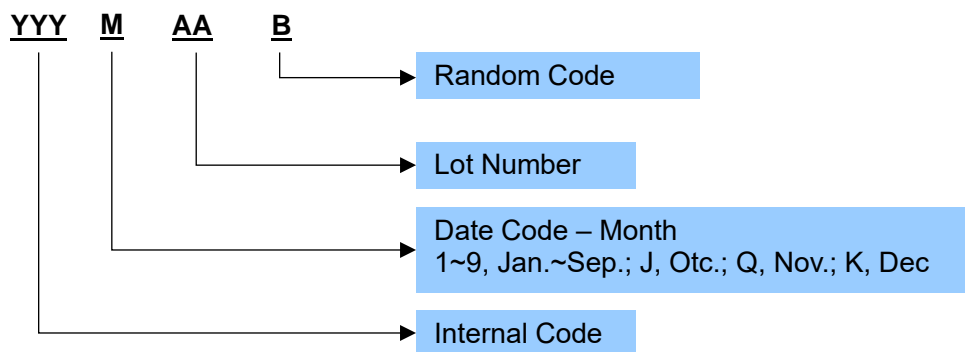 YYY M AA B
Random Code
Lot Number
Date Code – Month
1~9, Jan.~Sep.; J, Otc.; Q, Nov.; K, Dec
Internal Code